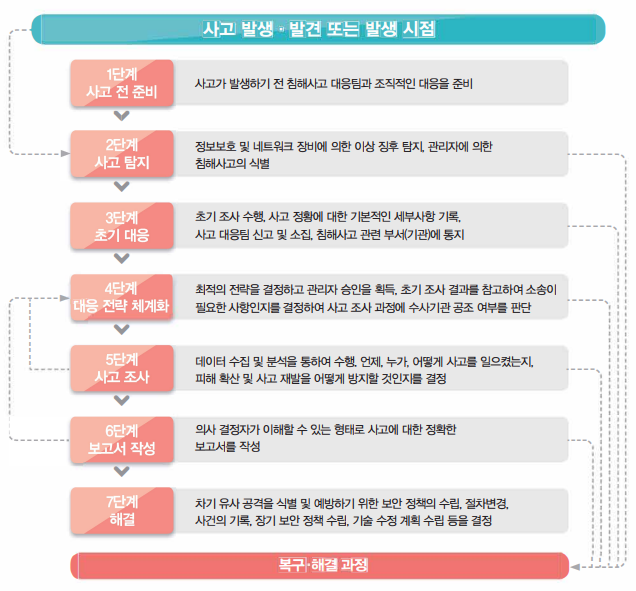 사고 발생·발견 또는 발생 시점
1단계
사고 전 준비
사고가 발생하기 전 침해사고 대응팀과 조직적인 대응을 준비
2단계
사고 탐지
정보보호 및 네트워크 장비에 의한 이상 징후 탐지, 관리자에 의한
침해사고의 식별
3단계
초기 대응
초기 조사 수행, 사고 정황에 대한 기본적인 세부사항 기록,
사고 대응팀 신고 및 소집, 침해사고 관련 부서(기관)에 통지
4단계
대응 전략 체계화
최적의 전략을 결정하고 관리자 승인을 획득, 초기 조사 결과를 참고하여 소송이
필요한 사항인지를 결정하여 사고 조사 과정에 수사기관 공조 여부를 판단
5단계
사고 조사
데이터 수집 및 분석을 통하여 수행, 언제, 누가, 어떻게 사고를 일으켰는지,
피해 확산 및 사고 재발을 어떻게 방지할 것인지를 결정
6단계
보고서 작성
의사 결정자가 이해할 수 있는 형태로 사고에 대한 정확한
보고서를 작성
7단계
해결
차기 유사 공격을 식별 및 예방하기 위한 보안 정책의 수립, 절차변경,
사건의 기록, 장기 보안 정책 수립, 기술 수정 계획 수립 등을 결정
복구·해결 과정